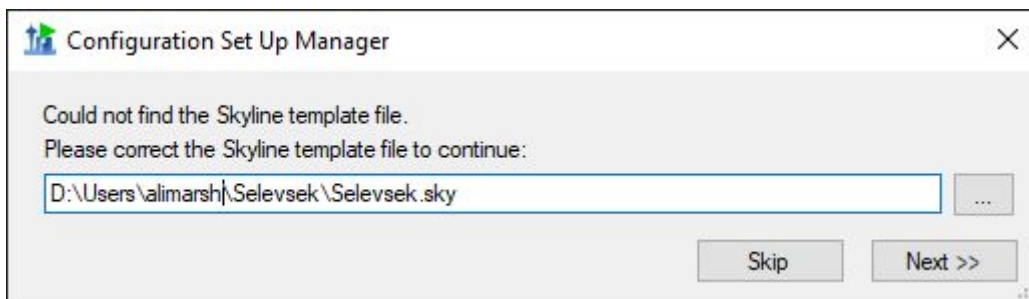 Configuration Set Up Manager
Could not find the Skyline template file.
Please correct the Skyline template file to continue:
D:\Users\alimarsh\Selevsek\Selevsek.sky
...
Skip
Next >>